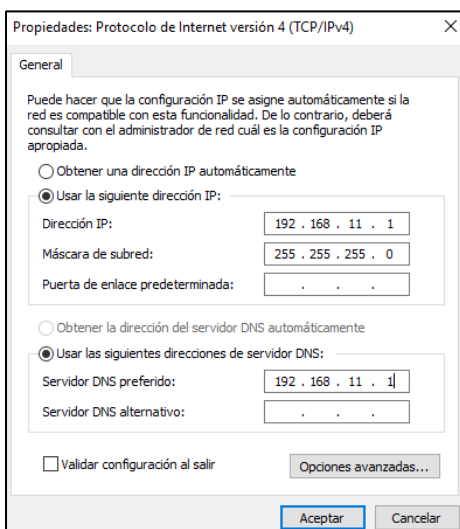 Propiedades: Protocolo de Internet versión 4 (TCP/IPv4)
General
Puede hacer que la configuración IP se asigne automáticamente si la
red es compatible con esta funcionalidad. De lo contrario, deberá
consultar con el administrador de red cuál es la configuración IP
apropiada.
Obtener una dirección IP automáticamente
Usar la siguiente dirección IP:
Dirección IP: 192 . 168 . 11 . 1
Máscara de subred: 255 . 255 . 255 . 0
Puerta de enlace predeterminada: . . .
Obtener la dirección del servidor DNS automáticamente
Usar las siguientes direcciones de servidor DNS:
Servidor DNS preferido: 192 . 168 . 11 . 1
Servidor DNS alternativo: . . .
Validar configuración al salir Opciones avanzadas...
Aceptar Cancelar